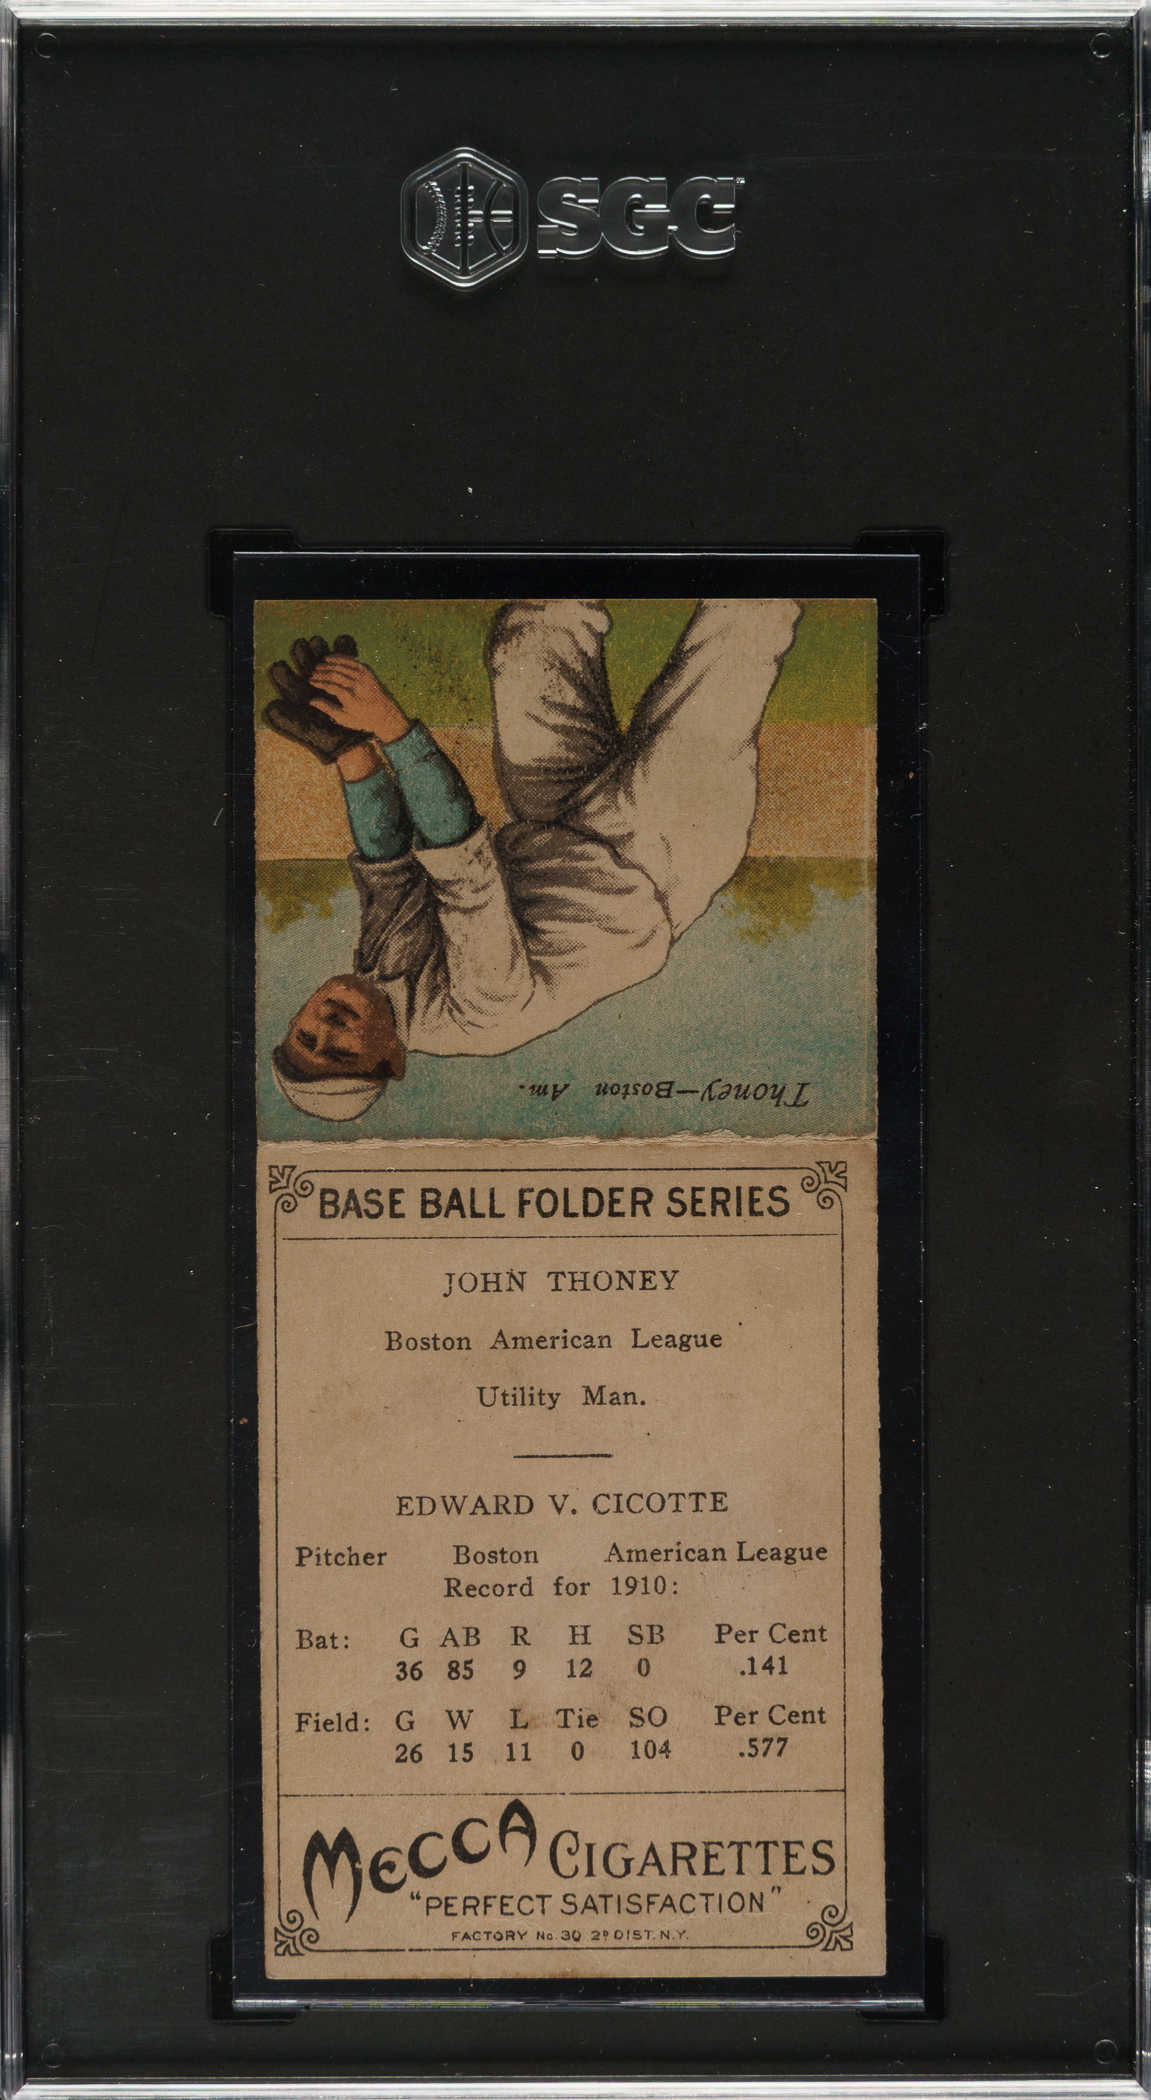 SGC
Thoney—Boston Am.
BASE BALL FOLDER SERIES
JOHN THONEY
Boston American League
Utility Man.
EDWARD V. CICOTTE
Pitcher Boston American League
Record for 1910:
Bat: G AB R H SB Per Cent
36 85 9 12 0 .141
Field: G W L Tie SO Per Cent
26 15 11 0 104 .577
MECCA CIGARETTES
"PERFECT SATISFACTION"
FACTORY No. 30 2D DIST. N.Y.